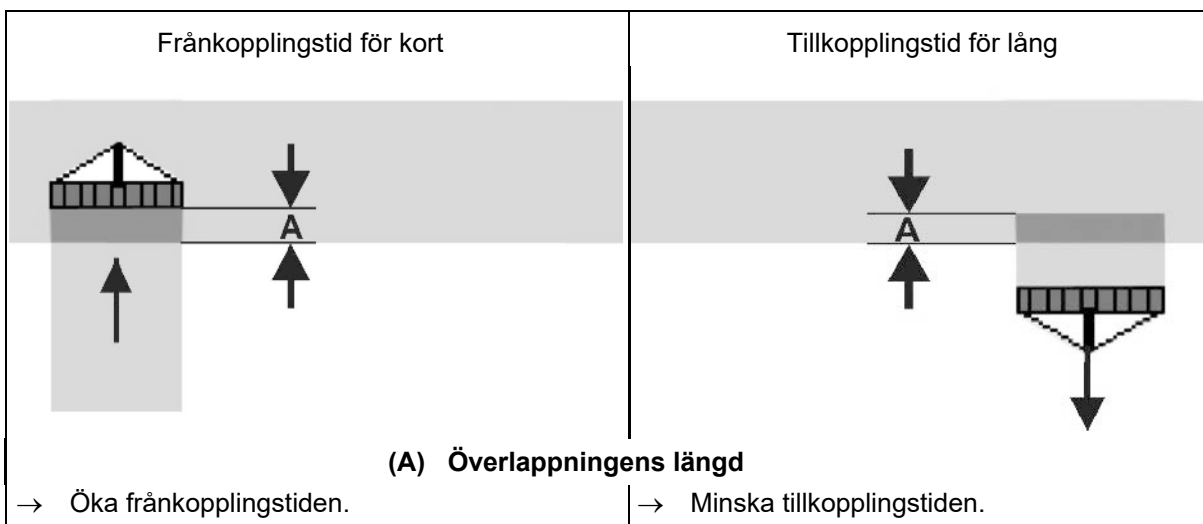 Frånkopplingstid för kort
Tillkopplingstid för lång
A
A
(A) Överlappningens längd
→ Öka frånkopplingstiden.
→ Minska tillkopplingstiden.